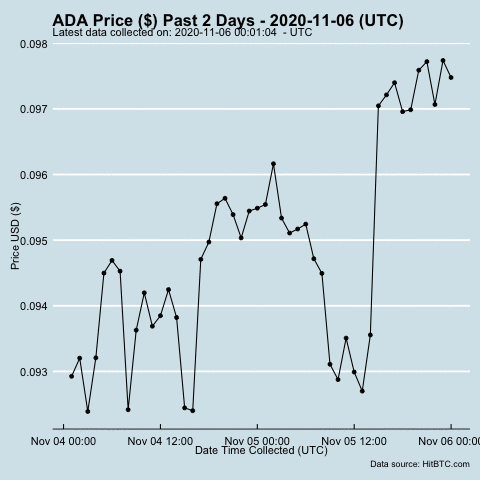 ADA Price ($) Past 2 Days - 2020-11-06 (UTC)
Latest data collected on: 2020-11-06 00:01:04  - UTC
0.098
0.097
0.096
0.095
0.094
0.093
Price USD ($)
Nov 04 00:00 Nov 04 12:00 Nov 05 00:00 Nov 05 12:00 Nov 06 00:00
Date Time Collected (UTC)
Data source: HitBTC.com